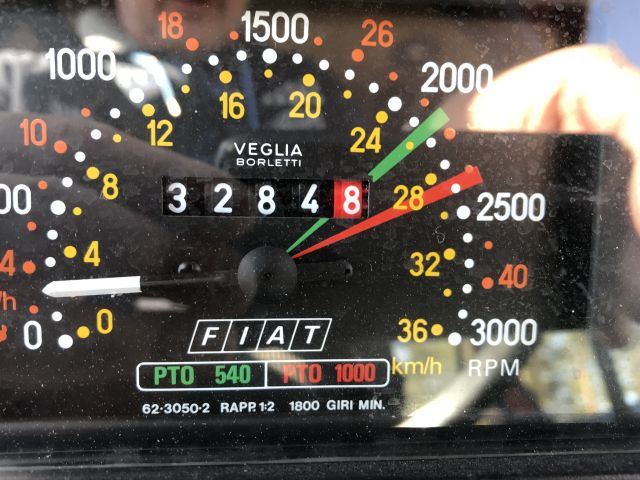 18
1500
26
1000
2000
16
20
10
12
24
VEGLIA
BORLETTI
8
3 2 8 4 8
28
00
2500
4
4
32
40
/h
0
0
FIAT
36
3000
PTO 540 PTO 1000
km/h
RPM
62-3050-2 RAPP. 1:2 1800 GIRI MIN.